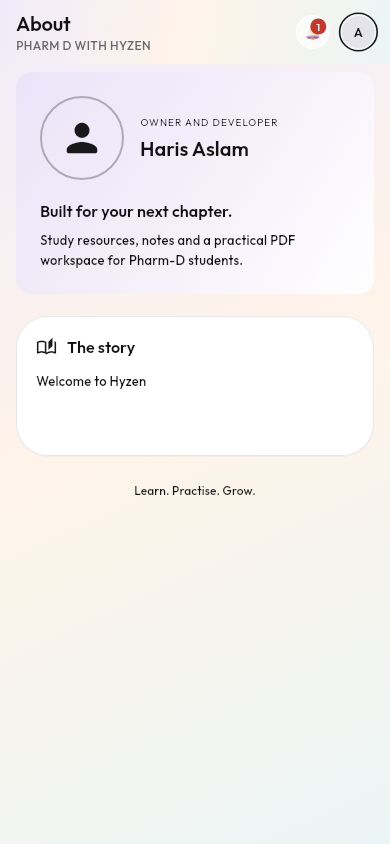 About
PHARM D WITH HYZEN
1
A
OWNER AND DEVELOPER
Haris Aslam
Built for your next chapter.
Study resources, notes and a practical PDF
workspace for Pharm-D students.
The story
Welcome to Hyzen
Learn. Practise. Grow.